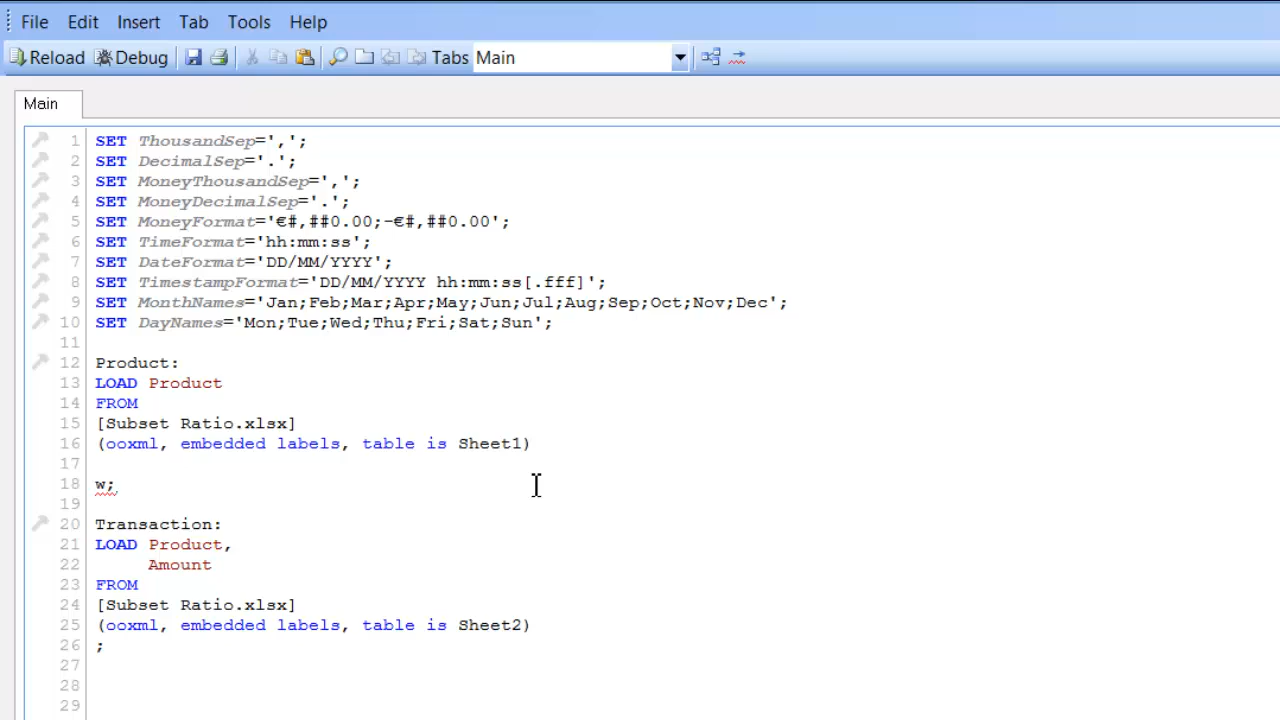 File Edit Insert Tab Tools Help
Reload Debug Tabs Main
Main
1 SET ThousandSep=',';
2 SET DecimalSep='.';
3 SET MoneyThousandSep=',';
4 SET MoneyDecimalSep='.';
5 SET MoneyFormat='€#,##0.00;-€#,##0.00';
6 SET TimeFormat='hh:mm:ss';
7 SET DateFormat='DD/MM/YYYY';
8 SET TimestampFormat='DD/MM/YYYY hh:mm:ss[.fff]';
9 SET MonthNames='Jan;Feb;Mar;Apr;May;Jun;Jul;Aug;Sep;Oct;Nov;Dec';
10 SET DayNames='Mon;Tue;Wed;Thu;Fri;Sat;Sun';
11
12 Product:
13 LOAD Product
14 FROM
15 [Subset Ratio.xlsx]
16 (ooxml, embedded labels, table is Sheet1)
17
18 w;
19
20 Transaction:
21 LOAD Product,
22 Amount
23 FROM
24 [Subset Ratio.xlsx]
25 (ooxml, embedded labels, table is Sheet2)
26 ;
27
28
29